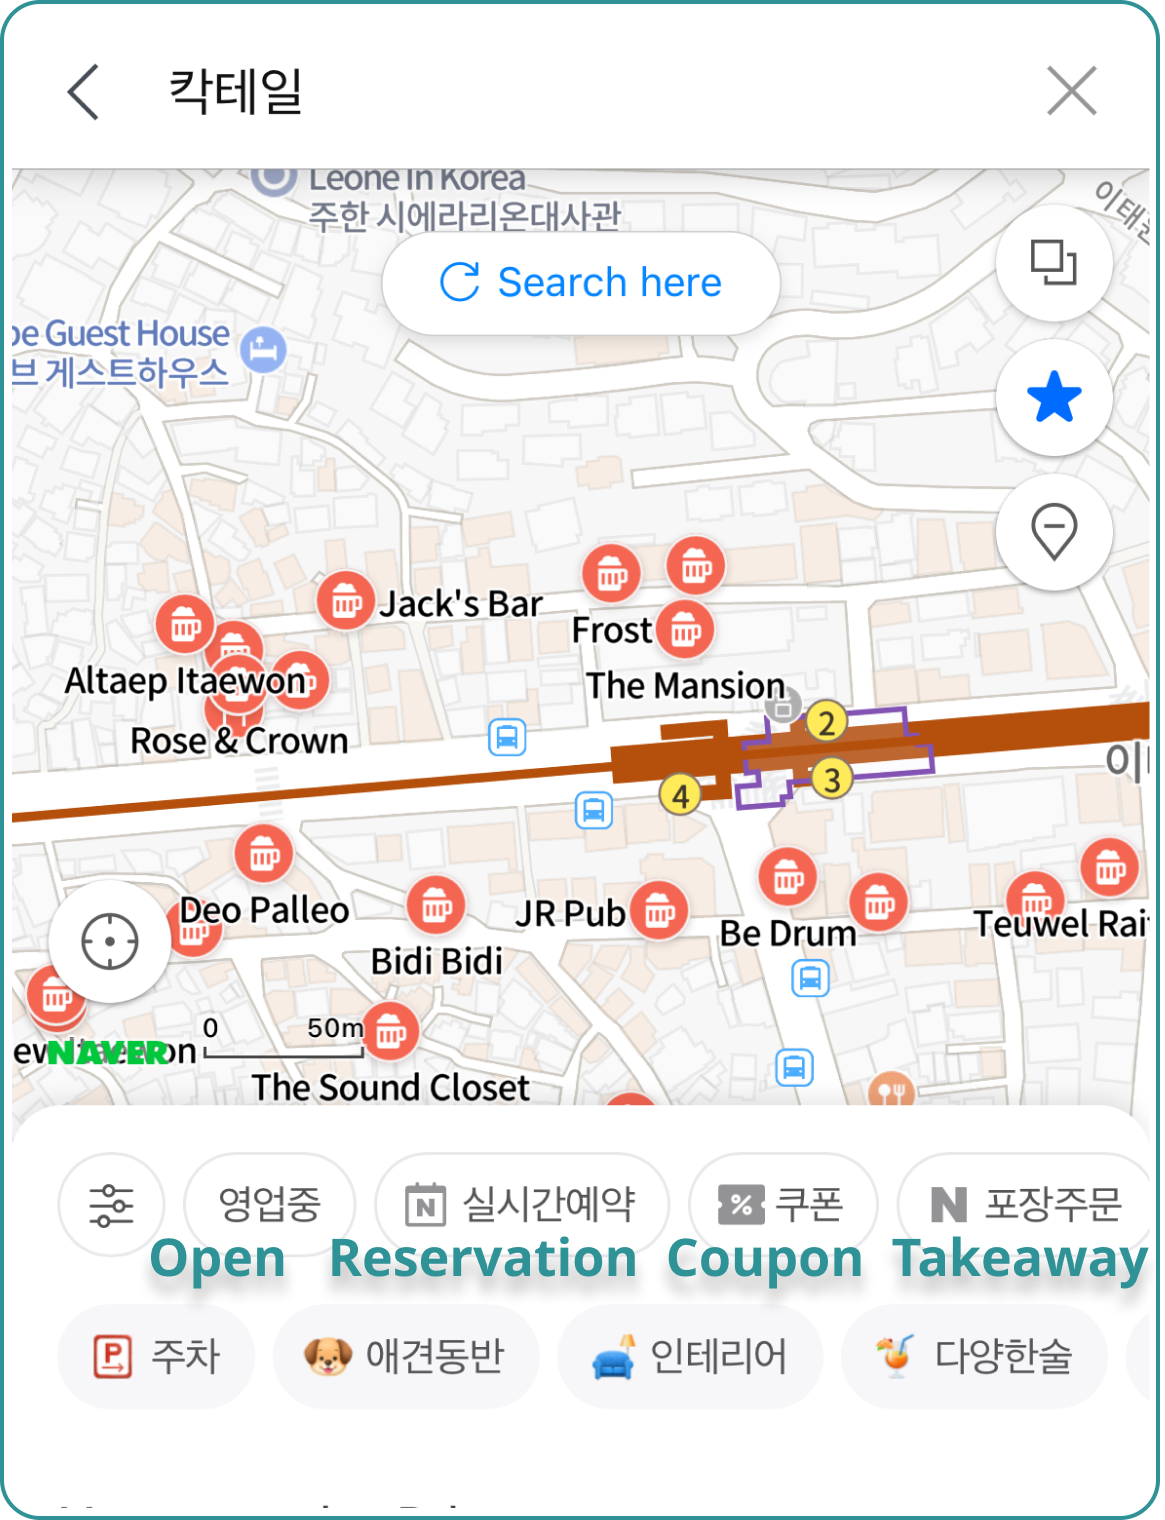 칵테일
Leone In Korea
주한 시에라리온대사관
이태원
Search here
be Guest House
브 게스트하우스
Jack's Bar
Frost
Altaep Itaewon
The Mansion
Rose & Crown
2
3
4
Deo Palleo
JR Pub
Be Drum
Teuwel Rai
Bidi Bidi
0 50m
NAVER
The Sound Closet
영업중
N 실시간예약
% 쿠폰
N 포장주문
Open Reservation Coupon Takeaway
P 주차
애견동반
인테리어
다양한술